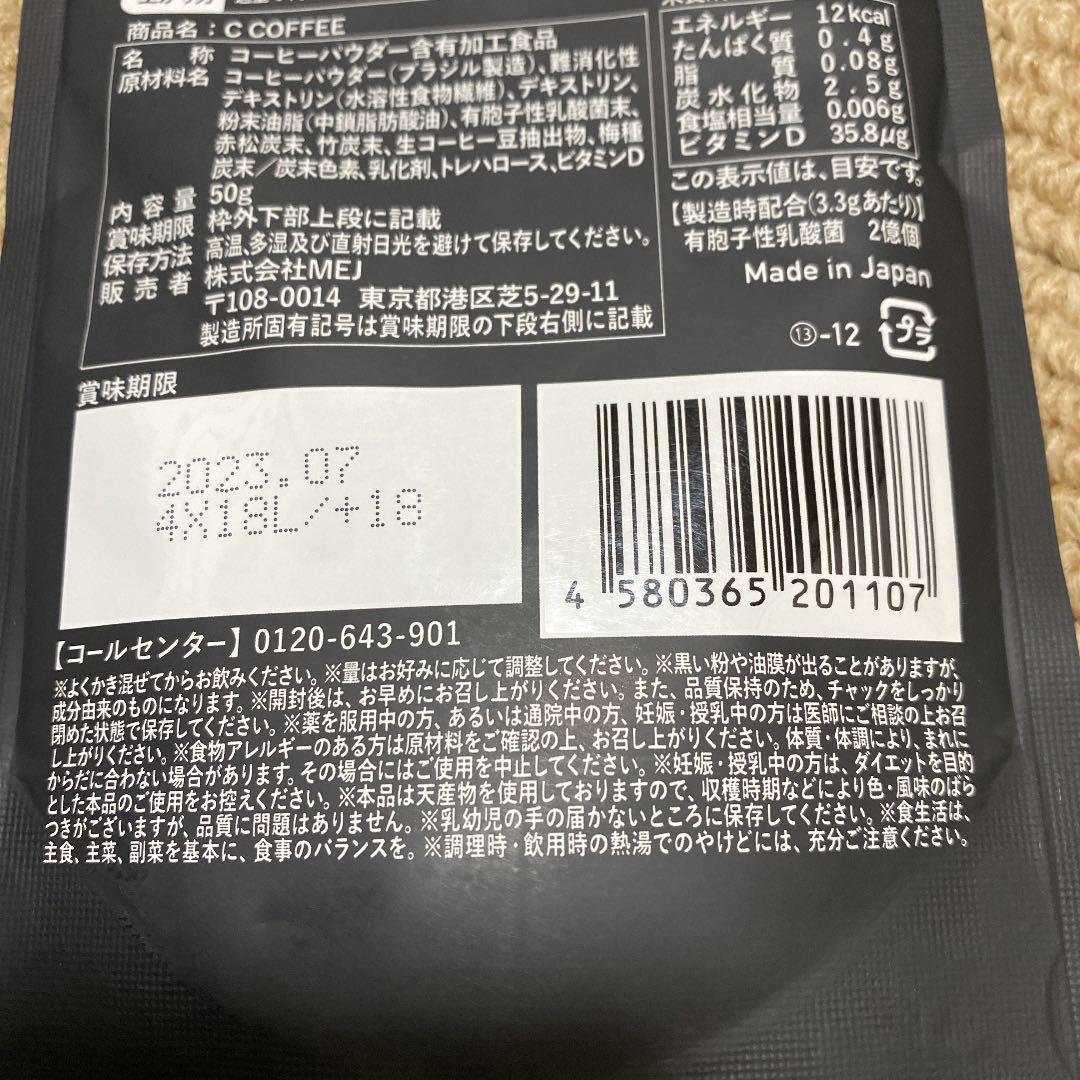 商品名：C COFFEE
名称 コーヒーパウダー含有加工食品
原材料名 コーヒーパウダー(ブラジル製造)、難消化性
デキストリン(水溶性食物繊維)、デキストリン、
粉末油脂(中鎖脂肪酸油)、有胞子性乳酸菌末、
赤松炭末、竹炭末、生コーヒー豆抽出物、梅種
炭末／炭末色素、乳化剤、トレハロース、ビタミンD
内容量 50g
賞味期限 枠外下部上段に記載
保存方法 高温、多湿及び直射日光を避けて保存してください。
販売者 株式会社MEJ
〒108-0014 東京都港区芝5-29-11
製造所固有記号は賞味期限の下段右側に記載
エネルギー 12kcal
たんぱく質 0.4g
脂質 0.08g
炭水化物 2.5g
食塩相当量 0.006g
ビタミンD 35.8μg
この表示値は、目安です。
【製造時配合(3.3gあたり)】
有胞子性乳酸菌 2億個
Made in Japan
⑬-12
プラ
賞味期限
2023.07
4X18L/+18
4 580365 201107
【コールセンター】0120-643-901
※よくかき混ぜてからお飲みください。※量はお好みに応じて調整してください。※黒い粉や油膜が出ることがありますが、
成分由来のものになります。※開封後は、お早めにお召し上がりください。また、品質保持のため、チャックをしっかり
閉めた状態で保存してください。※薬を服用中の方、あるいは通院中の方、妊娠・授乳中の方は医師にご相談の上お召
し上がりください。※食物アレルギーのある方は原材料をご確認の上、お召し上がりください。体質・体調により、まれに
からだに合わない場合があります。その場合にはご使用を中止してください。※妊娠・授乳中の方は、ダイエットを目的
とした本品のご使用をお控えください。※本品は天産物を使用しておりますので、収穫時期などにより色・風味のばら
つきがございますが、品質に問題はありません。※乳幼児の手の届かないところに保存してください。※食生活は、
主食、主菜、副菜を基本に、食事のバランスを。※調理時・飲用時の熱湯でのやけどには、充分ご注意ください。